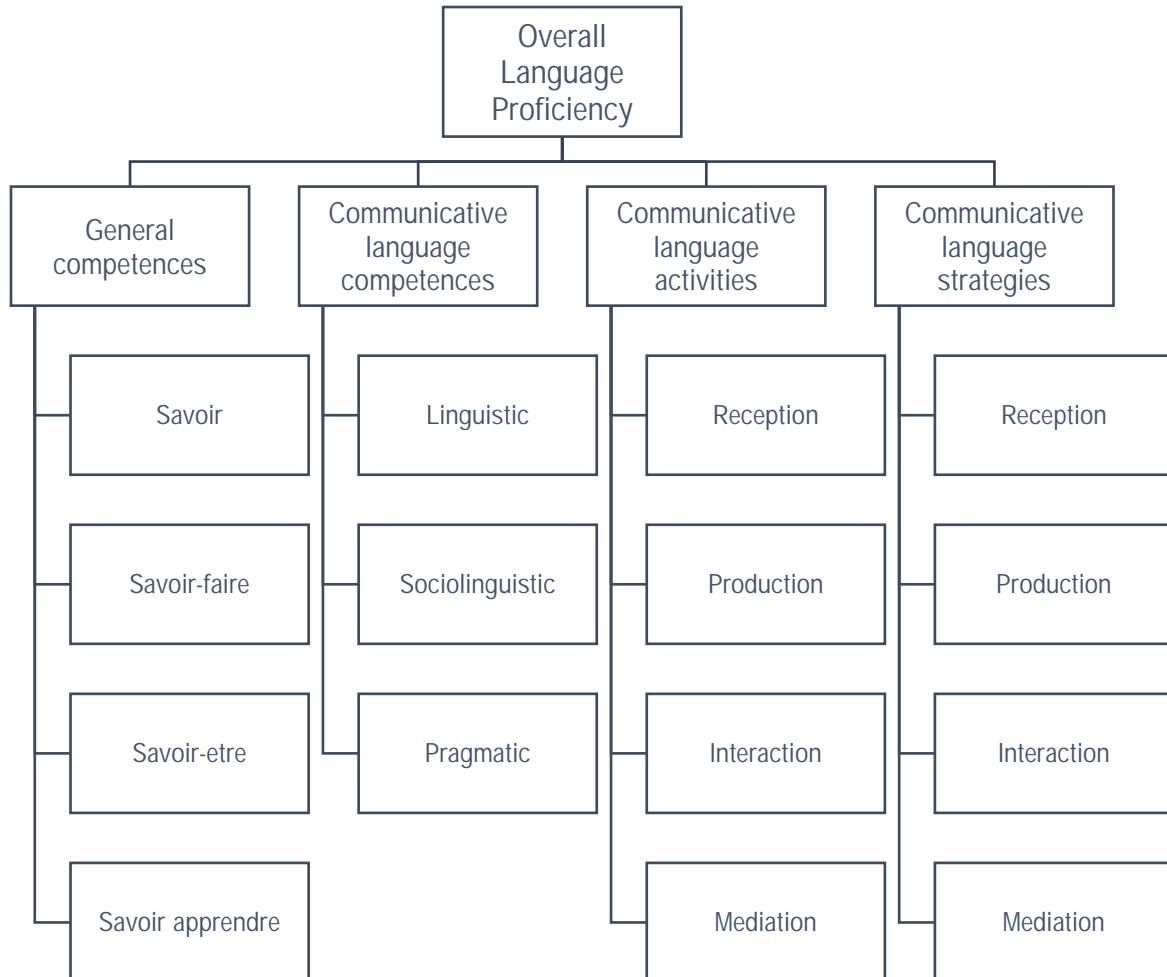 Overall
Language
Proficiency
General
competences
Communicative
language
competences
Communicative
language
activities
Communicative
language
strategies
Savoir
Linguistic
Reception
Reception
Savoir-faire
Sociolinguistic
Production
Production
Savoir-etre
Pragmatic
Interaction
Interaction
Savoir apprendre
Mediation
Mediation